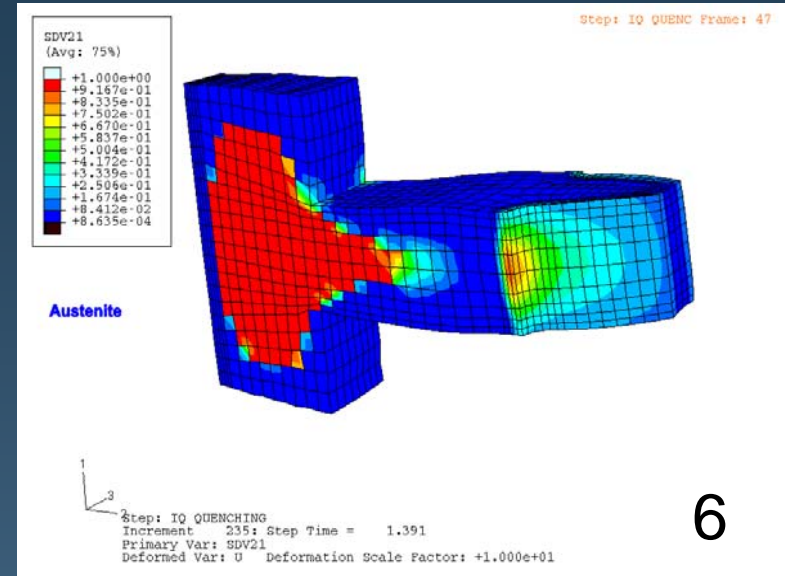 Step: IQ QUENC Frame: 47
SDV21
(Avg: 75%)
+1.000e+00
+9.167e-01
+8.335e-01
+7.502e-01
+6.670e-01
+5.837e-01
+5.004e-01
+4.172e-01
+3.339e-01
+2.506e-01
+1.674e-01
+8.412e-02
+8.635e-04
Austenite
1
3
2
Step: IQ QUENCHING
Increment 235: Step Time = 1.391
Primary Var: SDV21
Deformed Var: U Deformation Scale Factor: +1.000e+01
6